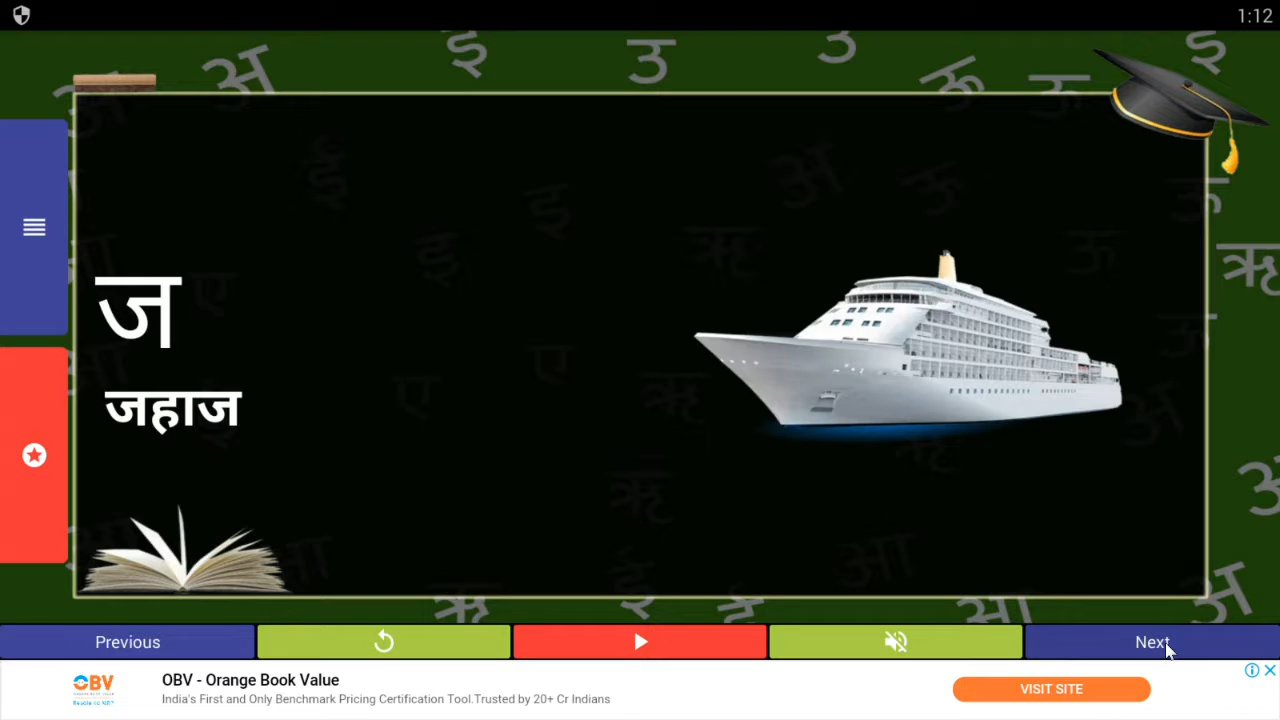 1:12
ज
जहाज
Previous
Next
OBV
OBV - Orange Book Value
India's First and Only Benchmark Pricing Certification Tool.Trusted by 20+ Cr Indians
VISIT SITE